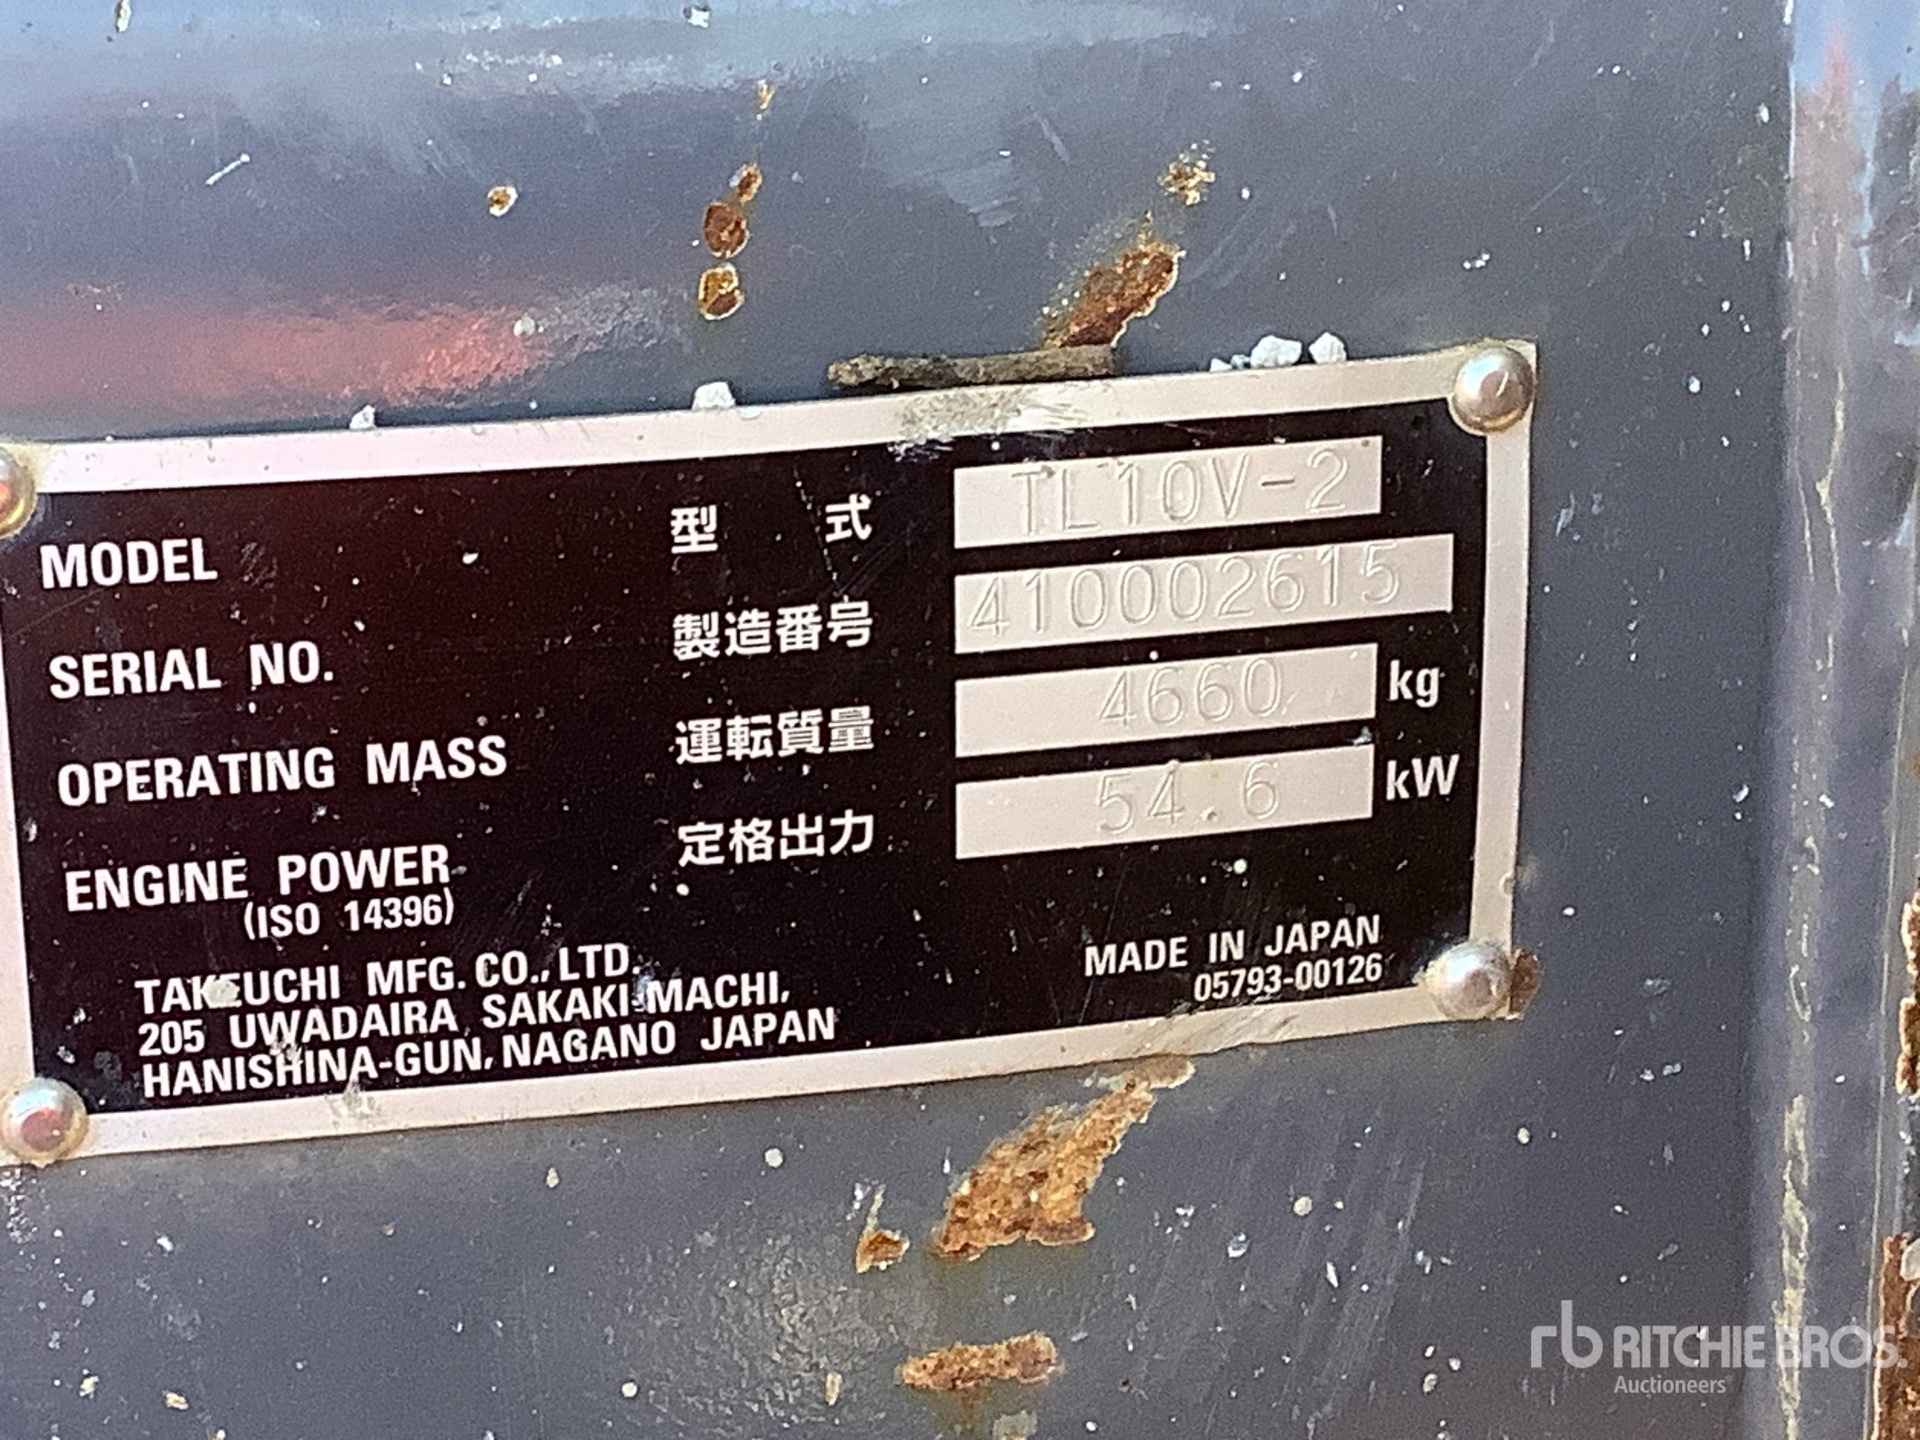 MODEL 型 式 TL10V-2
SERIAL NO. 製造番号 410002615
OPERATING MASS 運転質量 4660 kg
ENGINE POWER 定格出力 54.6 kW
(ISO 14396)
TAKEUCHI MFG. CO., LTD.
205 UWADAIRA SAKAKI-MACHI,
HANISHINA-GUN, NAGANO JAPAN
MADE IN JAPAN
05793-00126
rb RITCHIE BROS.
Auctioneers